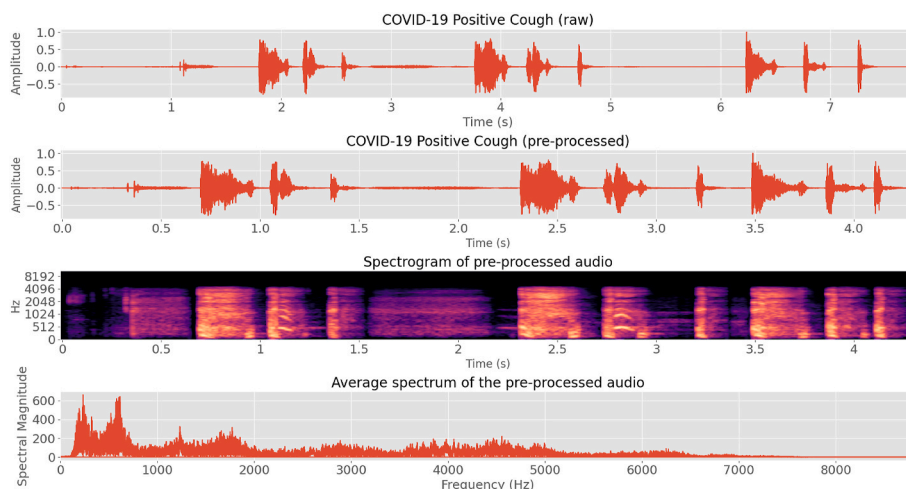 COVID-19 Positive Cough (raw)
Amplitude
1.0
0.5
0.0
−0.5
0 1 2 3 4 5 6 7
Time (s)
COVID-19 Positive Cough (pre-processed)
Amplitude
1.0
0.5
0.0
−0.5
0.0 0.5 1.0 1.5 2.0 2.5 3.0 3.5 4.0
Time (s)
Spectrogram of pre-processed audio
Hz
8192
4096
2048
1024
512
0
0 0.5 1 1.5 2 2.5 3 3.5 4
Time (s)
Average spectrum of the pre-processed audio
Spectral Magnitude
600
400
200
0
0 1000 2000 3000 4000 5000 6000 7000 8000
Frequency (Hz)